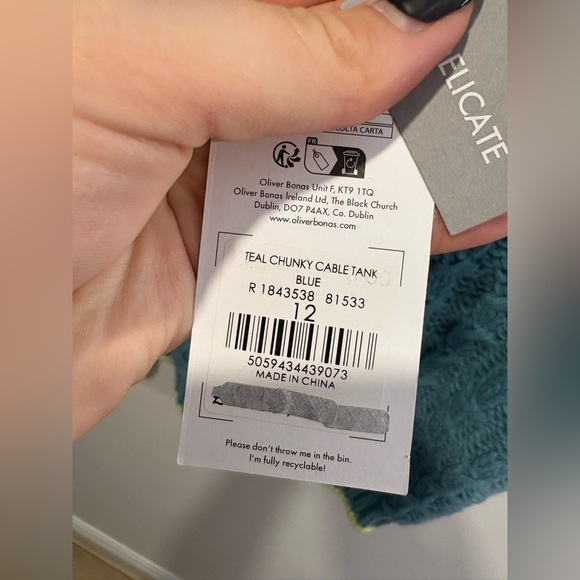 ELICATE
COLTA CARTA
FR
Oliver Bonas Unit F, KT9 1TQ
Oliver Bonas Ireland Ltd, The Black Church
Dublin, DO7 P4AX, Co. Dublin
www.oliverbonas.com
TEAL CHUNKY CABLE TANK
BLUE
R 1843538 81533
12
5059434439073
MADE IN CHINA
Please don't throw me in the bin.
I'm fully recyclable!